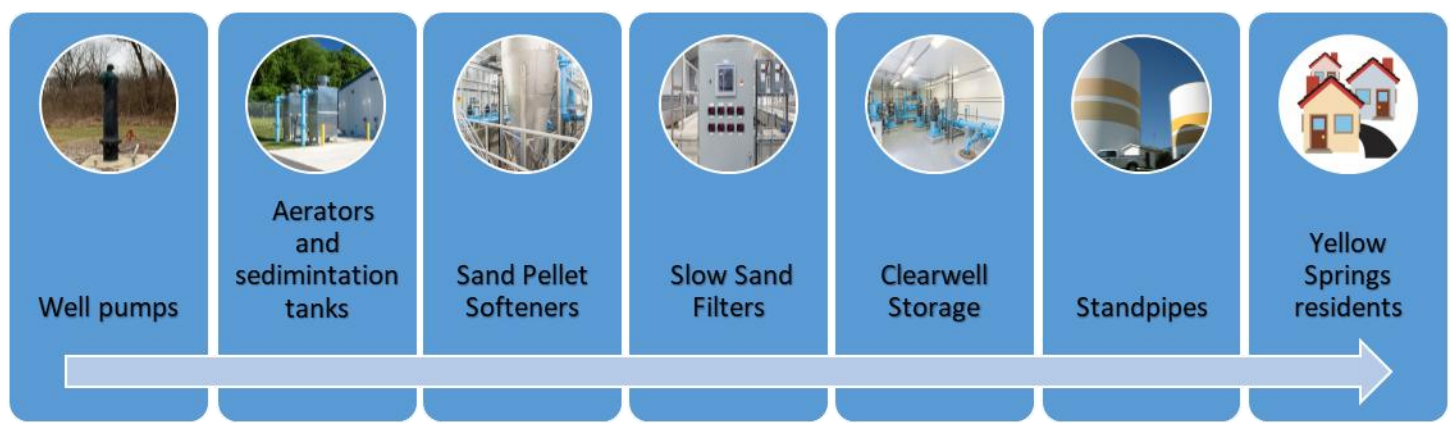 Well pumps
Aerators
and
sedimintation
tanks
Sand Pellet
Softeners
Slow Sand
Filters
Clearwell
Storage
Standpipes
Yellow
Springs
residents